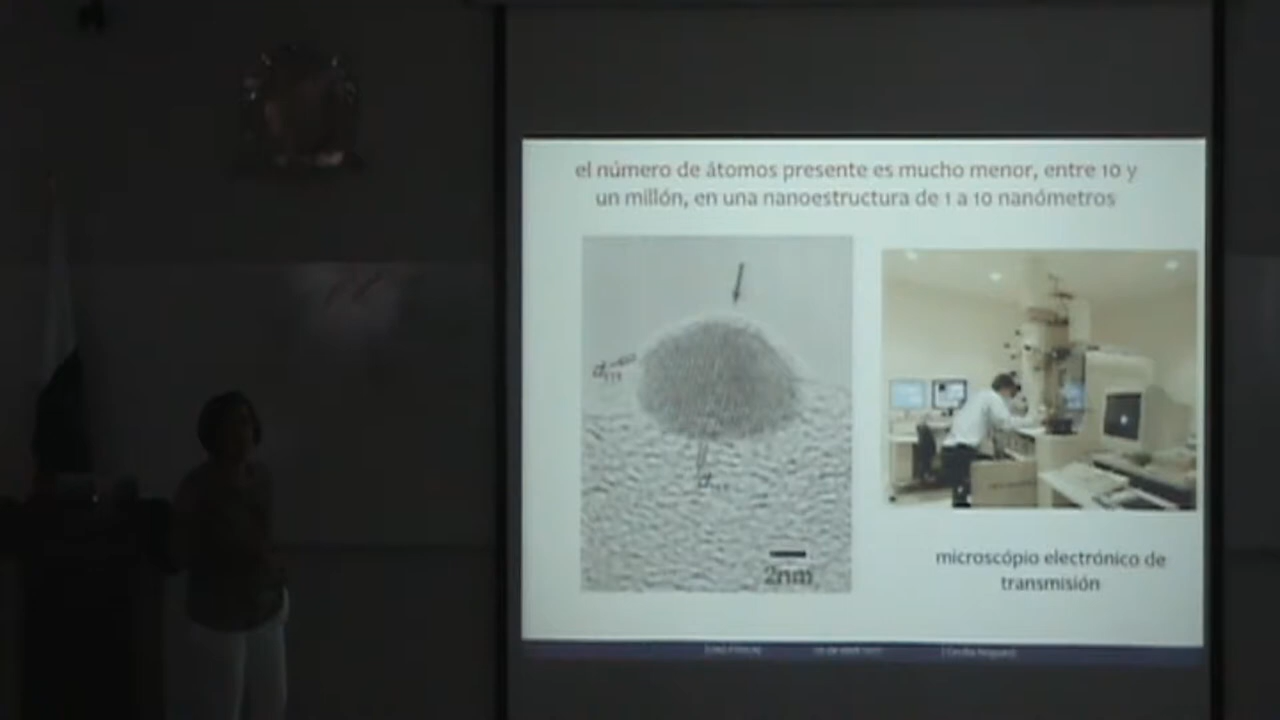 el número de átomos presente es mucho menor, entre 10 y
un millón, en una nanoestructura de 1 a 10 nanómetros
2nm
microscópio electrónico de
transmisión